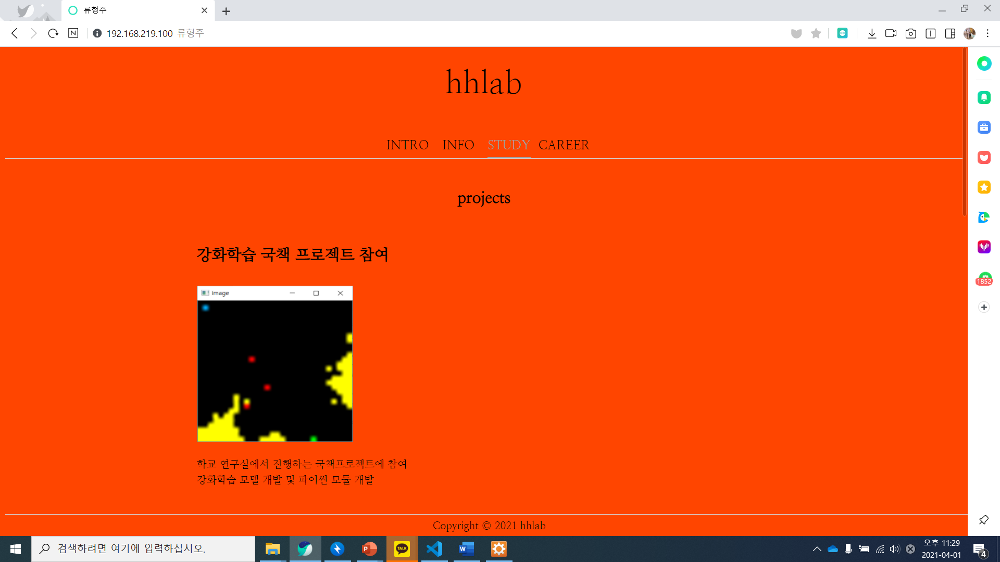 류형주
192.168.219.100 류형주
hhlab
INTRO INFO STUDY CAREER
projects
강화학습 국책 프로젝트 참여
image
학교 연구실에서 진행하는 국책프로젝트에 참여
강화학습 모델 개발 및 파이썬 모듈 개발
Copyright © 2021 hhlab
1852
검색하려면 여기에 입력하십시오.
TALK
오후 11:29
2021-04-01
4